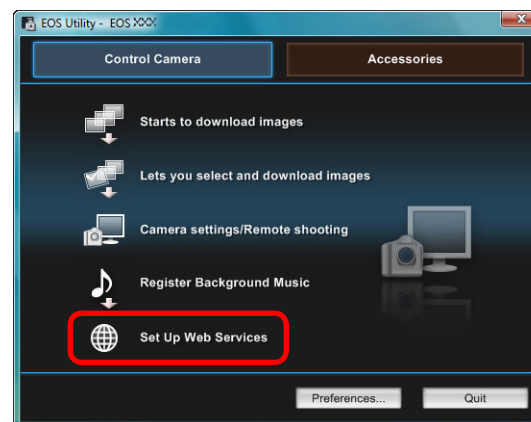 EOS Utility - EOS XXX
Control Camera
Accessories
Starts to download images
Lets you select and download images
Camera settings/Remote shooting
Register Background Music
Set Up Web Services
Preferences...
Quit